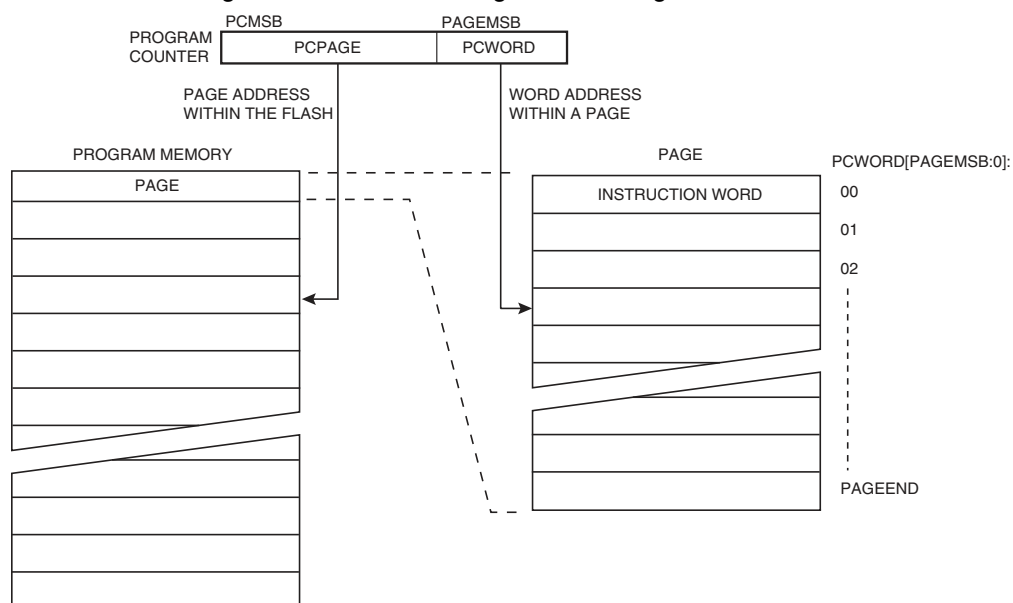 PCMSB PAGEMSB
PROGRAM
COUNTER
PCPAGE PCWORD
PAGE ADDRESS
WITHIN THE FLASH
WORD ADDRESS
WITHIN A PAGE
PROGRAM MEMORY
PAGE
PAGE
INSTRUCTION WORD
PCWORD[PAGEMSB:0]:
00
01
02
PAGEEND